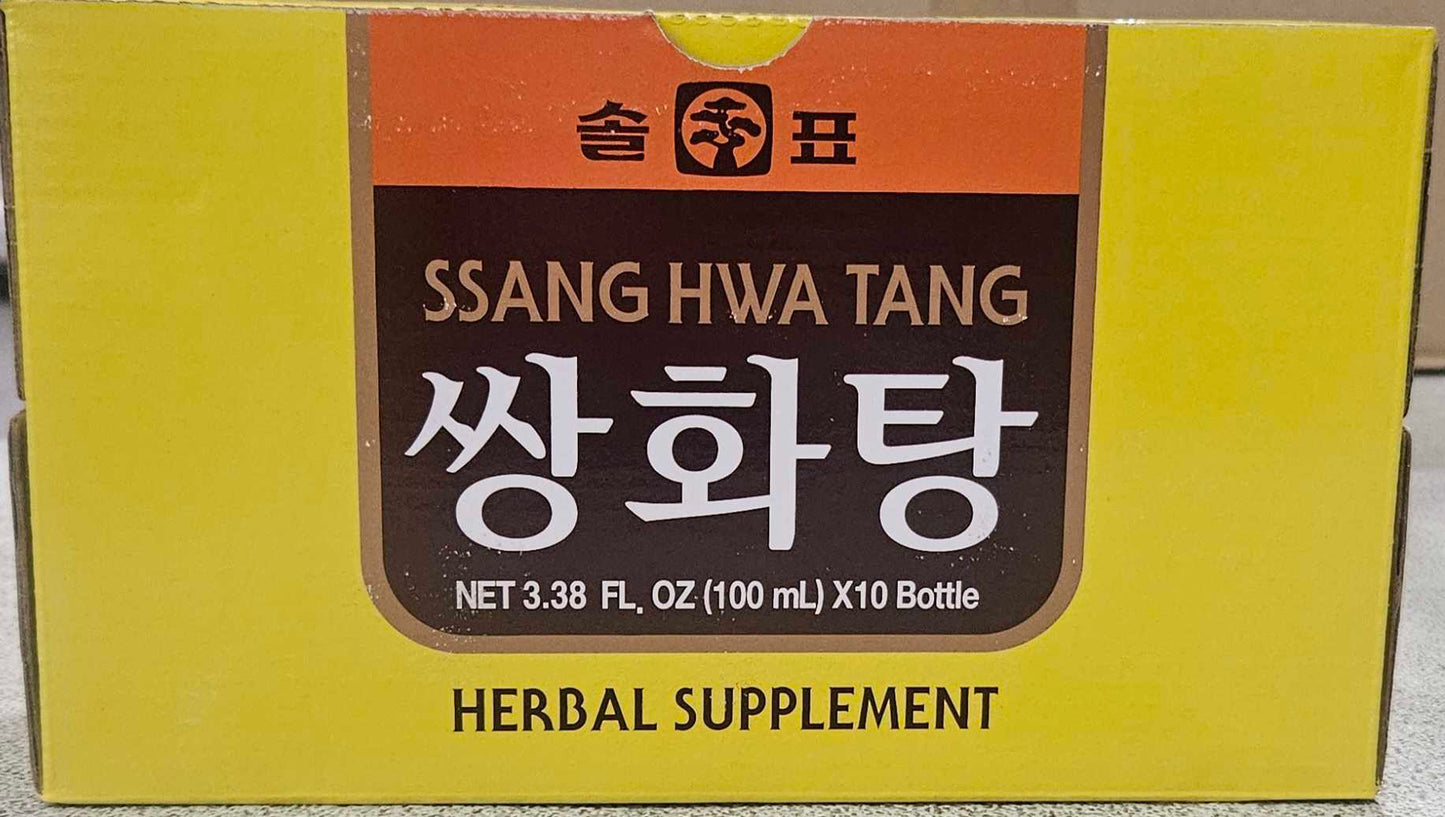 솔 표
SSANG HWA TANG
쌍화탕
NET 3.38 FL. OZ (100 mL) X10 Bottle
HERBAL SUPPLEMENT